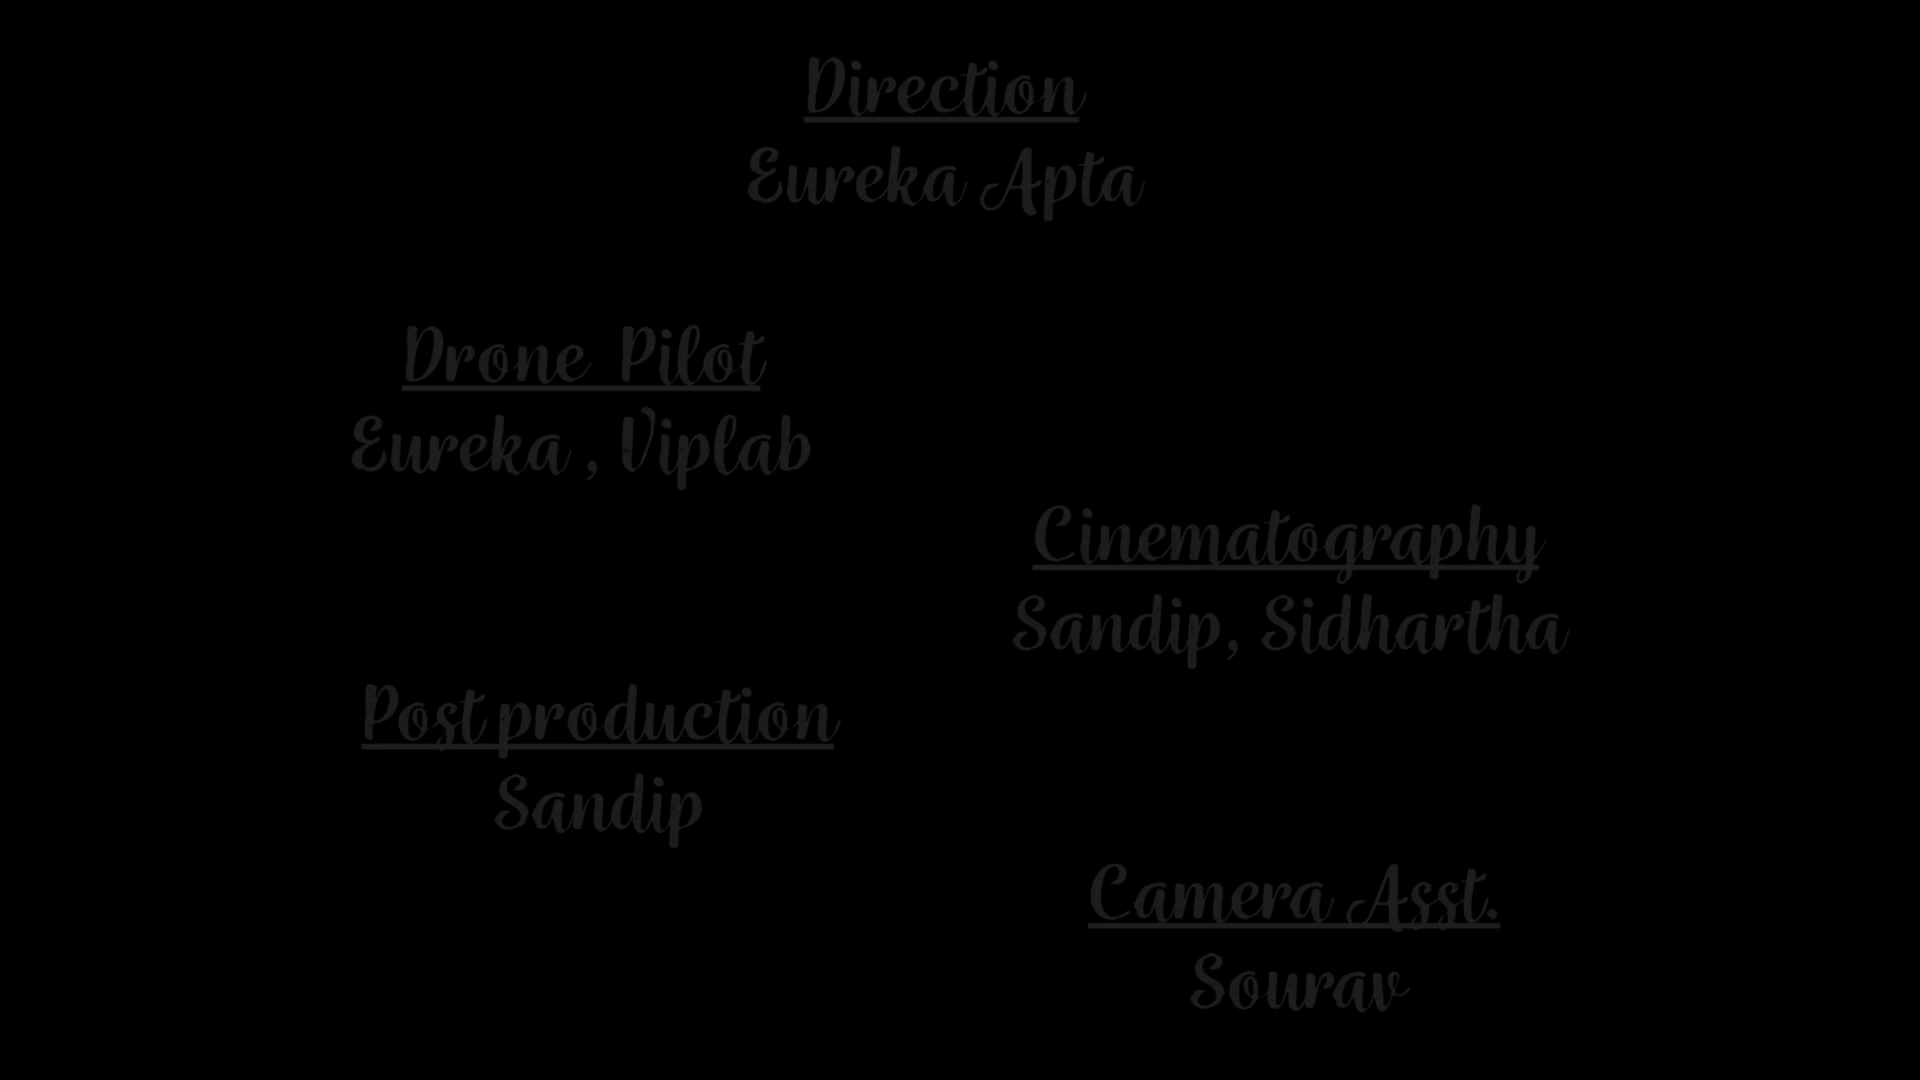 Direction
Eureka Apta
Drone Pilot
Eureka , Viplab
Cinematography
Sandip, Sidhartha
Post production
Sandip
Camera Asst.
Sourav